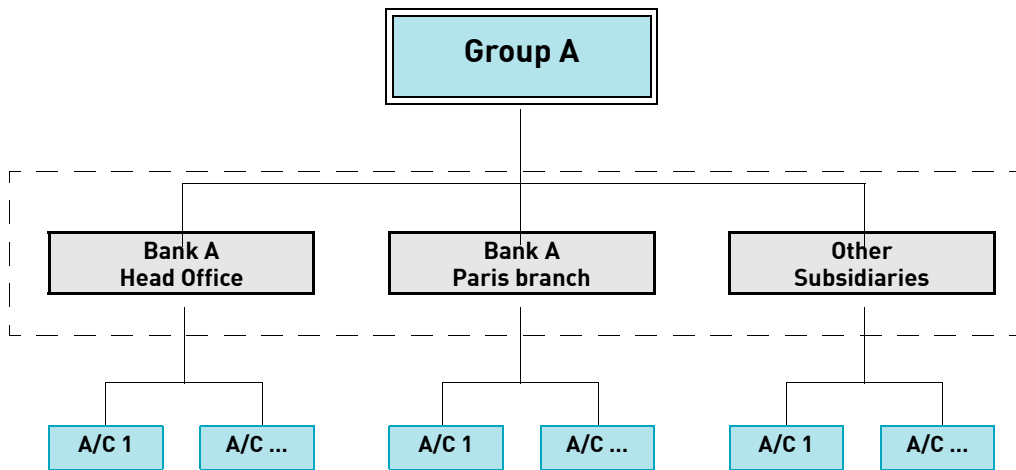 Group A
Bank A
Head Office
Bank A
Paris branch
Other
Subsidiaries
A/C 1
A/C ...
A/C 1
A/C ...
A/C 1
A/C ...